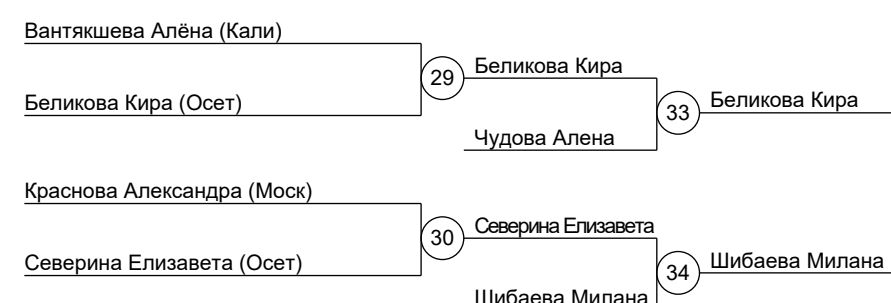 Вантякшева Алёна (Кали)
29
Беликова Кира
Беликова Кира (Осет)
33
Беликова Кира
Чудова Алена
Краснова Александра (Моск)
30
Северина Елизавета
Северина Елизавета (Осет)
34
Шибаева Милана
Шибаева Милана